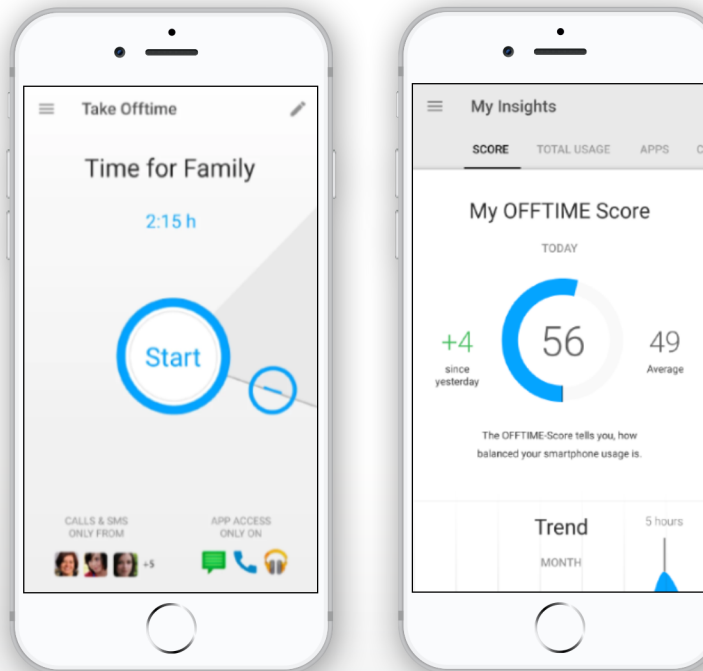 Take Offtime
Time for Family
2:15 h
Start
CALLS & SMS
ONLY FROM
+5
APP ACCESS
ONLY ON
My Insights
SCORE TOTAL USAGE APPS C
My OFFTIME Score
TODAY
+4
since
yesterday
56
49
Average
The OFFTIME-Score tells you, how
balanced your smartphone usage is.
Trend
MONTH
5 hours